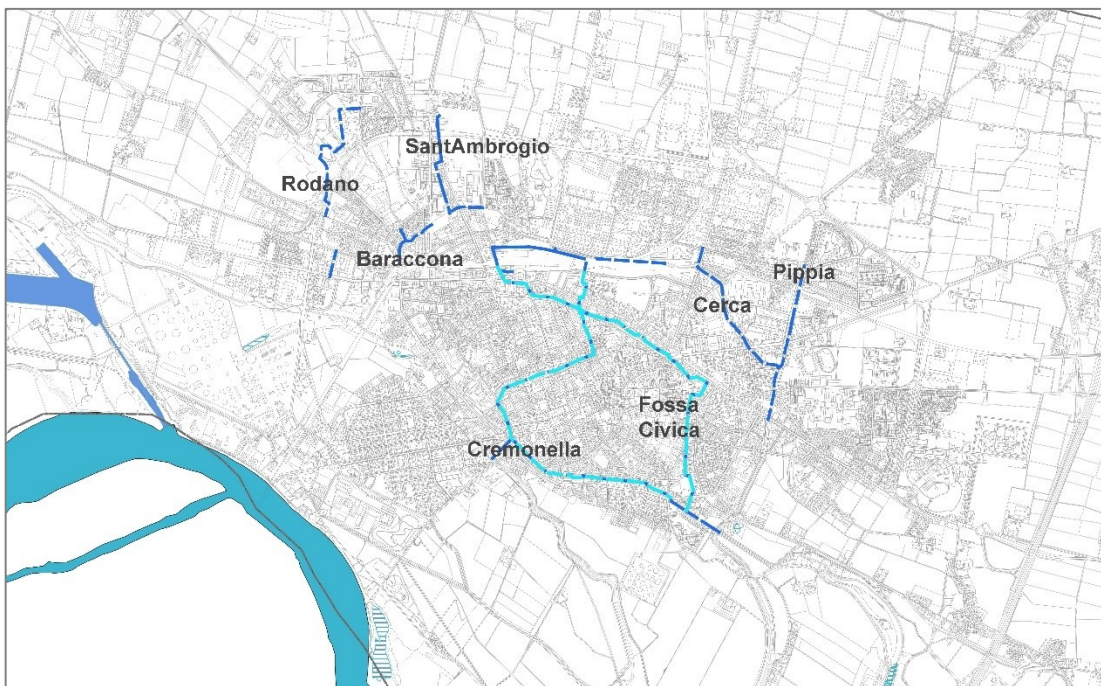 SantAmbrogio
Rodano
Baraccona
Pippia
Cerca
Fossa
Civica
Cremonella